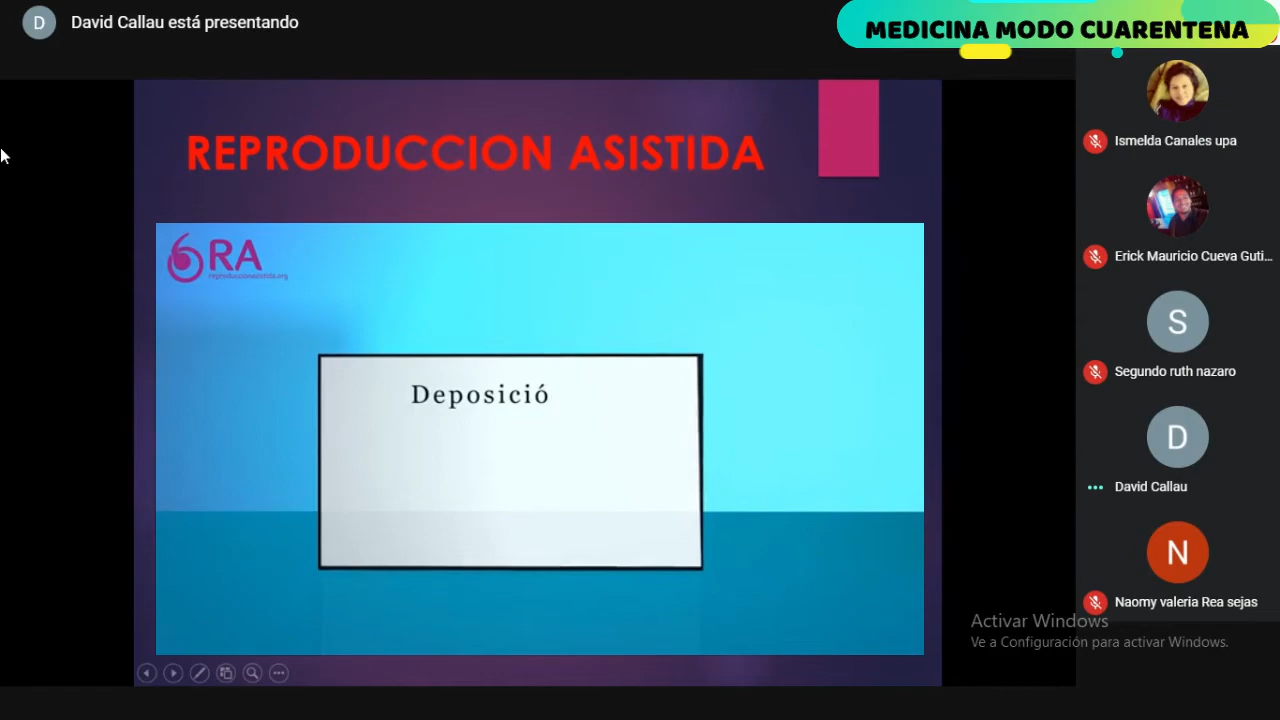 D
David Callau está presentando
MEDICINA MODO CUARENTENA
REPRODUCCION ASISTIDA
RA
reproduccionasistida.org
Deposició
Ismelda Canales upa
Erick Mauricio Cueva Guti...
S
Segundo ruth nazaro
D
David Callau
N
Naomy valeria Rea sejas
Activar Windows
Ve a Configuración para activar Windows.